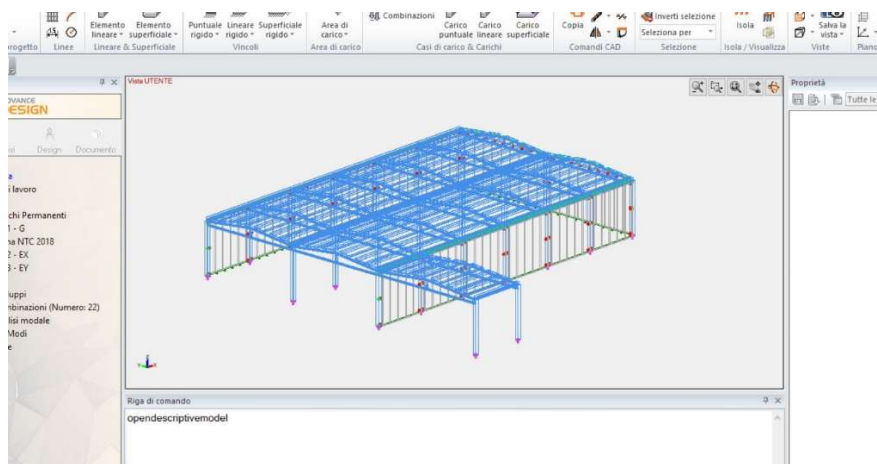 Combinazioni
Inverti selezione
Elemento Elemento Puntuale Lineare Superficiale Area di Carico Carico Carico Copia Isola Salva la
lineare superficiale rigido rigido rigido carico puntuale lineare superficiale Seleziona per vista
rogetto Linee Lineare & Superficiale Vincoli Area di carico Casi di carico & Carichi Comandi CAD Selezione Isola / Visualizza Viste Piano
Vista UTENTE
Proprietà
Tutte le
DVANCE
ESIGN
Design Documento
i lavoro
chi Permanenti
1 - G
na NTC 2018
2 - EX
3 - EY
uppi
mbinazioni (Numero: 22)
lisi modale
Modi
e
Riga di comando
opendescriptivemodel